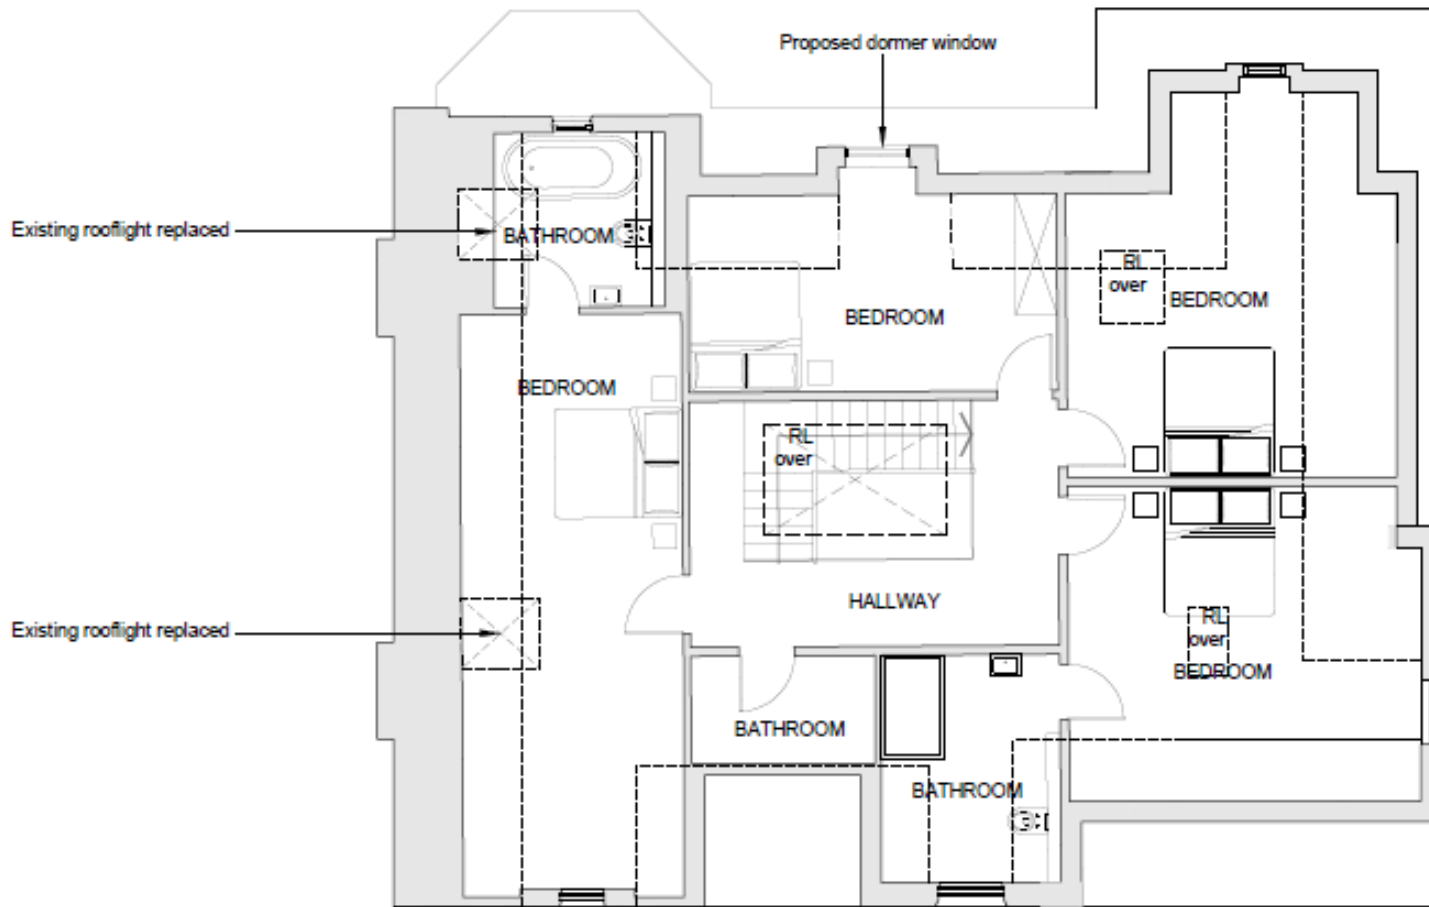 Proposed dormer window
Existing rooflight replaced
BATHROOM
RL
over
BEDROOM
BEDROOM
BEDROOM
RL
over
HALLWAY
Existing rooflight replaced
RL
over
BEDROOM
BATHROOM
BATHROOM